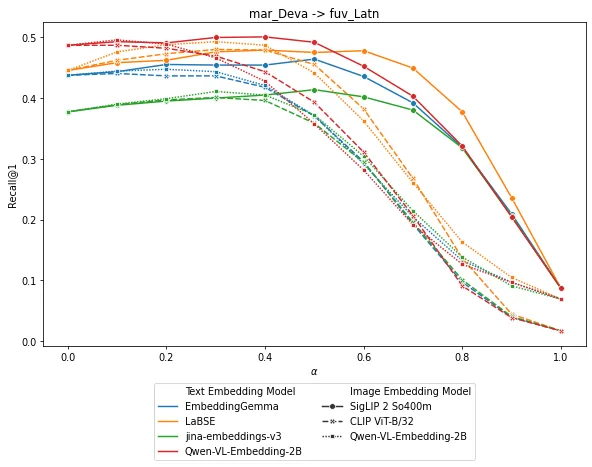 mar_Deva -> fuv_Latn
Recall@1
0.5
0.4
0.3
0.2
0.1
0.0
0.0 0.2 0.4 0.6 0.8 1.0
α
Text Embedding Model
EmbeddingGemma
LaBSE
jina-embeddings-v3
Qwen-VL-Embedding-2B
Image Embedding Model
SigLIP 2 So400m
CLIP ViT-B/32
Qwen-VL-Embedding-2B